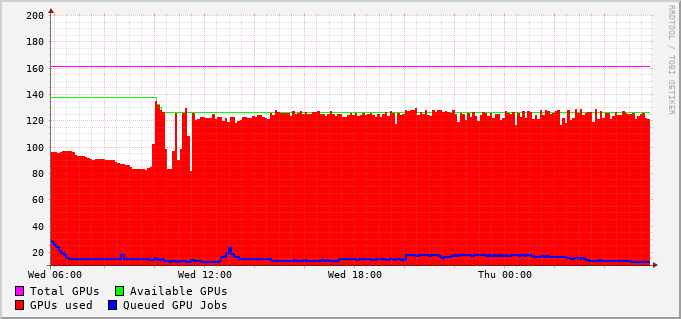 200
180
160
140
120
100
80
60
40
20
Wed 06:00 Wed 12:00 Wed 18:00 Thu 00:00
Total GPUs Available GPUs
GPUs used Queued GPU Jobs
RRDTOOL / TOBI OETIKER